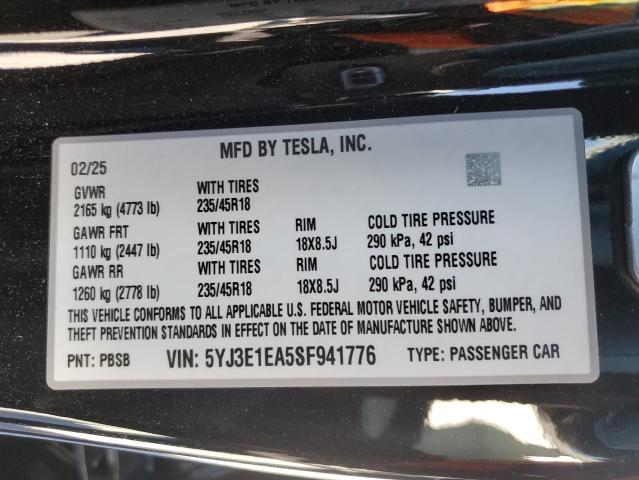 MFD BY TESLA, INC.
02/25
GVWR WITH TIRES
2165 kg (4773 lb) 235/45R18
GAWR FRT WITH TIRES RIM COLD TIRE PRESSURE
1110 kg (2447 lb) 235/45R18 18X8.5J 290 kPa, 42 psi
GAWR RR WITH TIRES RIM COLD TIRE PRESSURE
1260 kg (2778 lb) 235/45R18 18X8.5J 290 kPa, 42 psi
THIS VEHICLE CONFORMS TO ALL APPLICABLE U.S. FEDERAL MOTOR VEHICLE SAFETY, BUMPER, AND
THEFT PREVENTION STANDARDS IN EFFECT ON THE DATE OF MANUFACTURE SHOWN ABOVE.
PNT: PBSB VIN: 5YJ3E1EA5SF941776 TYPE: PASSENGER CAR